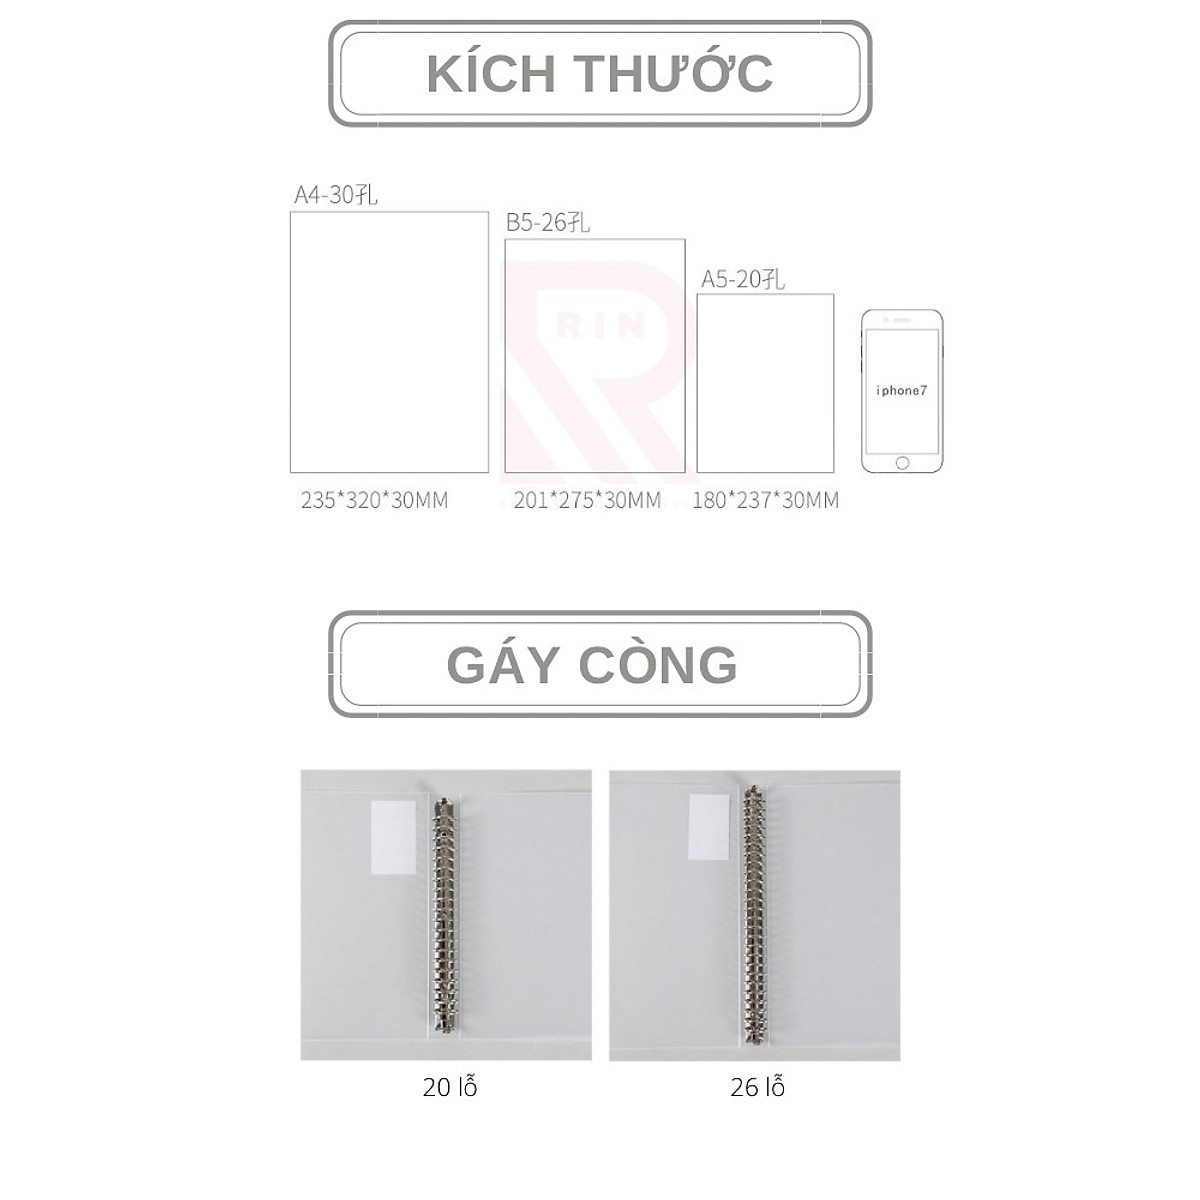 KÍCH THƯỚC
A4-30孔
B5-26孔
A5-20孔
RIN
iphone7
235*320*30MM
201*275*30MM
180*237*30MM
GÁY CÒNG
20 lỗ
26 lỗ